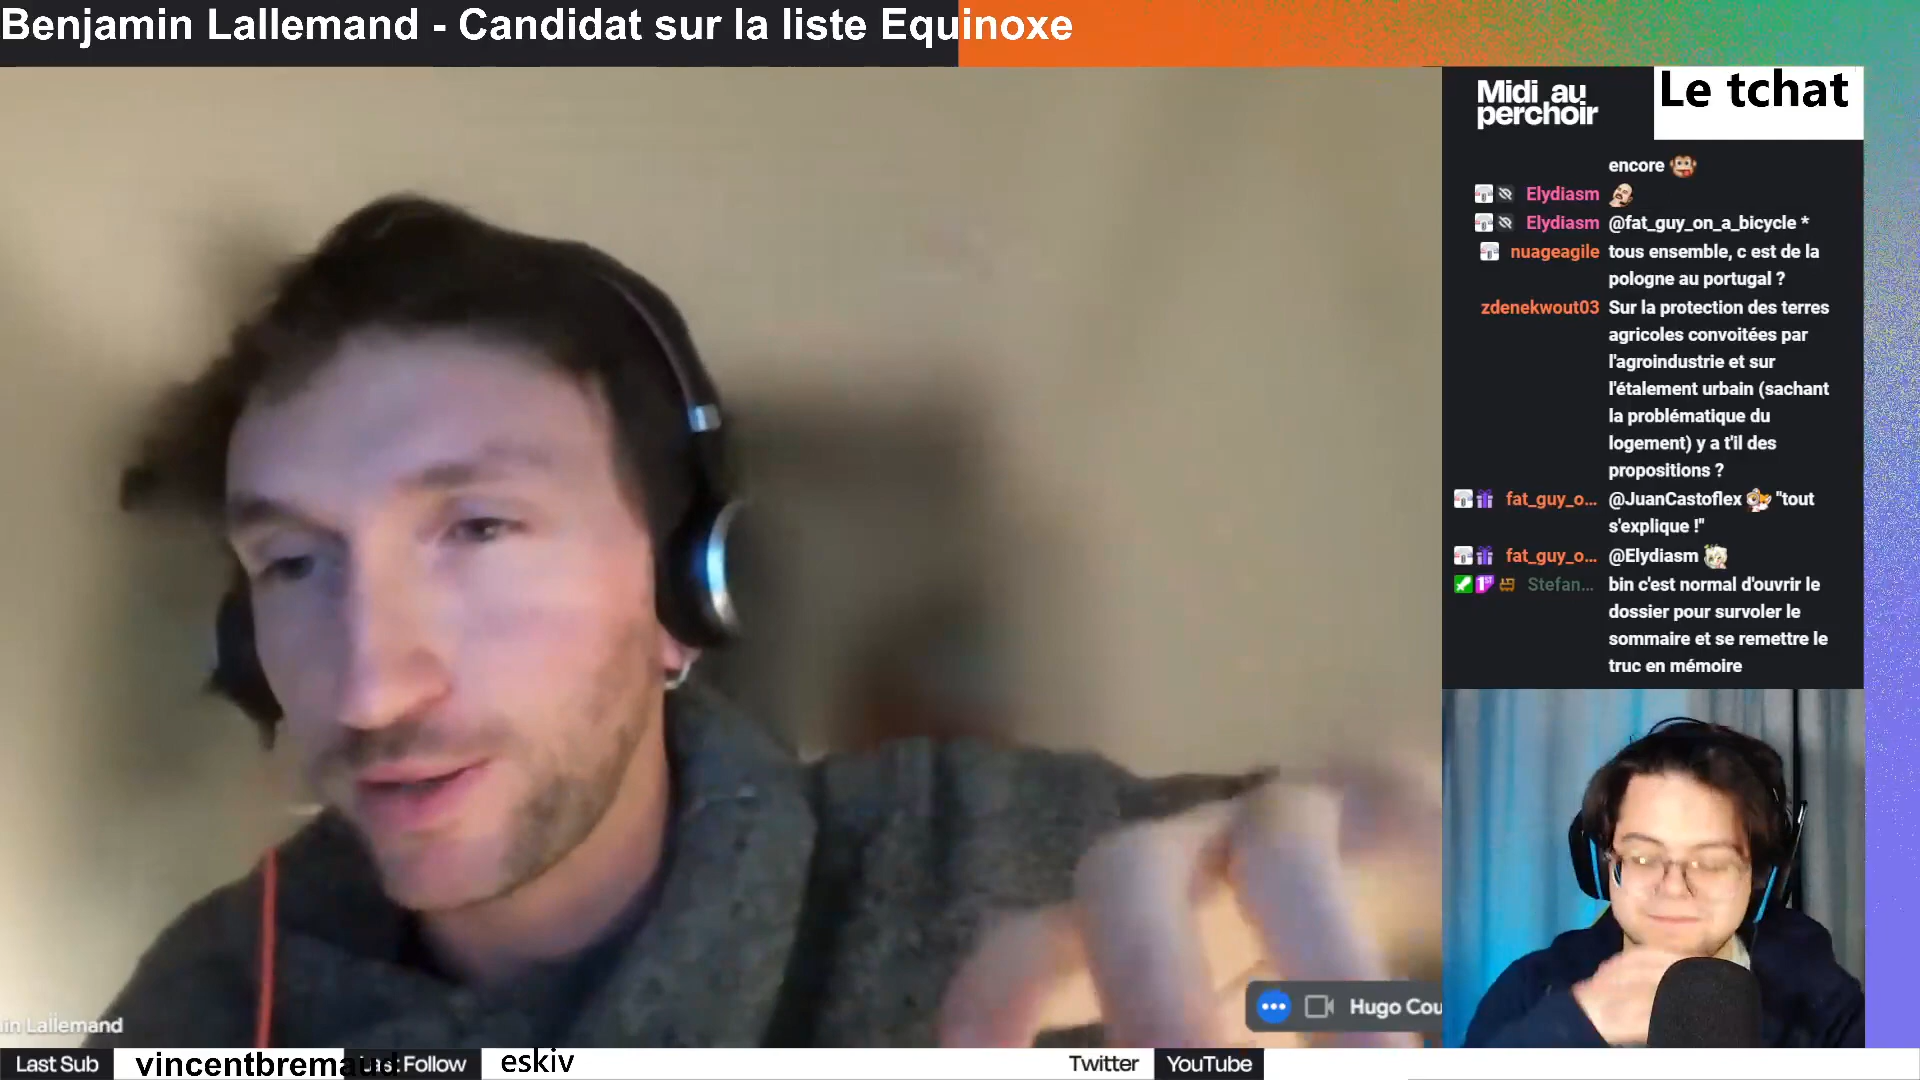 Benjamin Lallemand - Candidat sur la liste Equinoxe
Midi au
perchoir
Le tchat
encore
Elydiasm
Elydiasm @fat_guy_on_a_bicycle *
nuageagile tous ensemble, c est de la
pologne au portugal ?
zdenekwout03 Sur la protection des terres
agricoles convoitées par
l'agroindustrie et sur
l'étalement urbain (sachant
la problématique du
logement) y a t'il des
propositions ?
fat_guy_o... @JuanCastoflex "tout
s'explique !"
fat_guy_o... @Elydiasm
Stefan... bin c'est normal d'ouvrir le
dossier pour survoler le
sommaire et se remettre le
truc en mémoire
in Lallemand
Hugo Cou
Last Sub vincentbremaud Last Follow eskiv Twitter YouTube